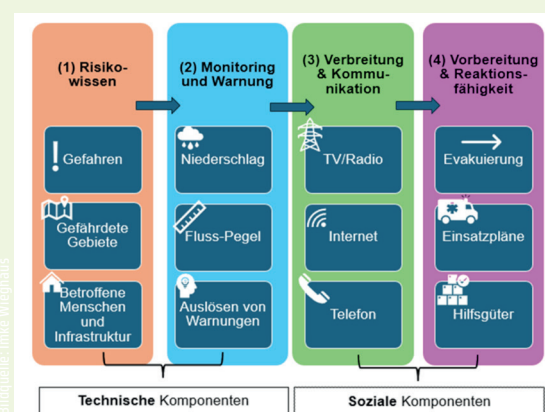 (1) Risiko-
wissen
(2) Monitoring
und Warnung
(3) Verbreitung
& Kommu-
nikation
(4) Vorbereitung
& Reaktions-
fähigkeit
Gefahren
Niederschlag
TV/Radio
Evakuierung
Gefährdete
Gebiete
Fluss-Pegel
Internet
Einsatzpläne
Betroffene
Menschen
und
Infrastruktur
Auslösen von
Warnungen
Telefon
Hilfsgüter
Technische Komponenten
Soziale Komponenten